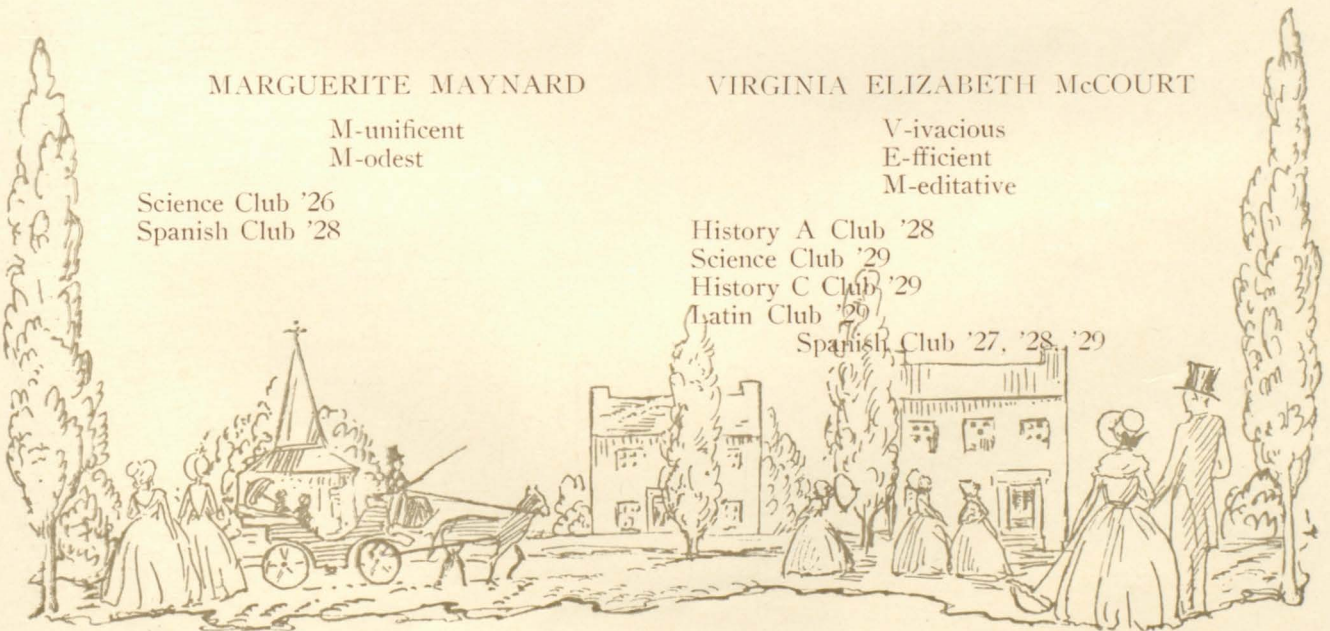 MARGUERITE MAYNARD
M-unificent
M-odest
Science Club '26
Spanish Club '28
VIRGINIA ELIZABETH McCOURT
V-ivacious
E-fficient
M-editative
History A Club '28
Science Club '29
History C Club '29
Latin Club '29
Spanish Club '27, '28, '29